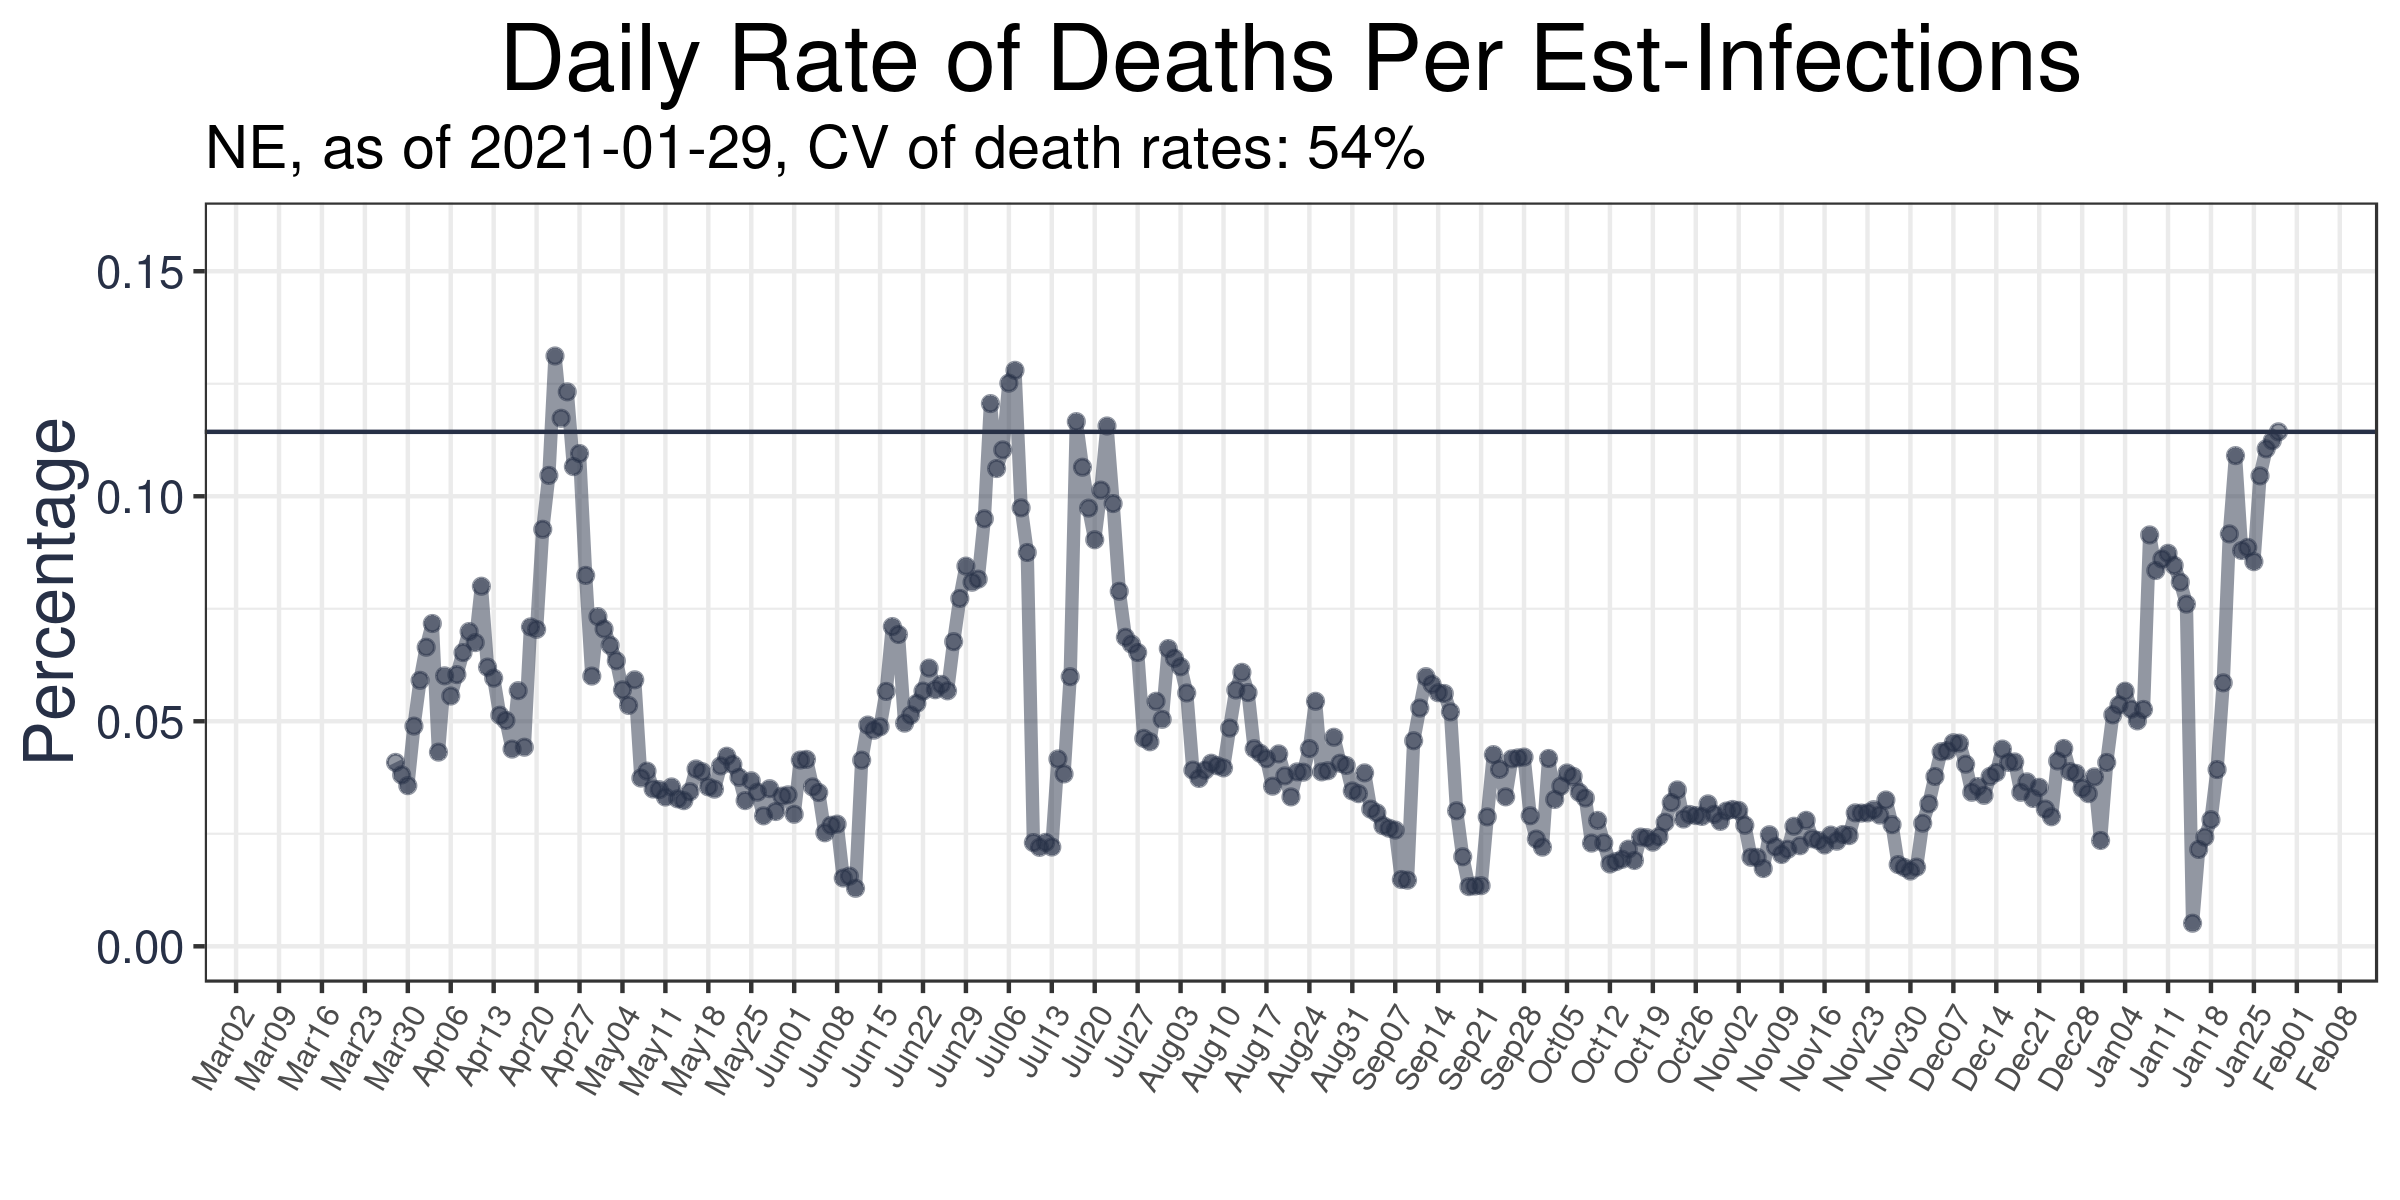 Daily Rate of Deaths Per Est-Infections
NE, as of 2021-01-29, CV of death rates: 54%
Percentage
0.15
0.10
0.05
0.00
Mar02
Mar09
Mar16
Mar23
Mar30
Apr06
Apr13
Apr20
Apr27
May04
May11
May18
May25
Jun01
Jun08
Jun15
Jun22
Jun29
Jul06
Jul13
Jul20
Jul27
Aug03
Aug10
Aug17
Aug24
Aug31
Sep07
Sep14
Sep21
Sep28
Oct05
Oct12
Oct19
Oct26
Nov02
Nov09
Nov16
Nov23
Nov30
Dec07
Dec14
Dec21
Dec28
Jan04
Jan11
Jan18
Jan25
Feb01
Feb08